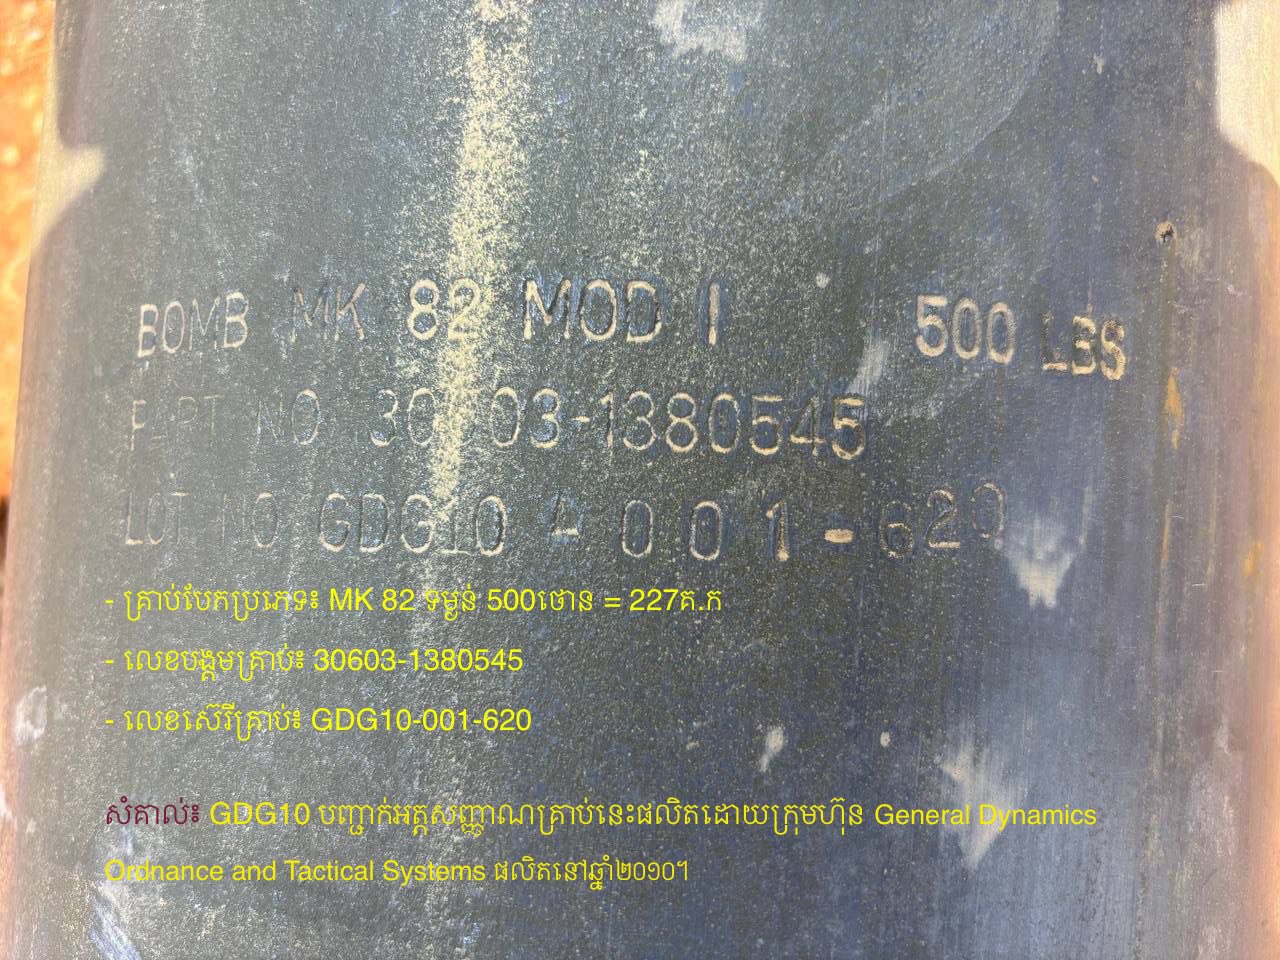 BOMB MK 82 MOD 1 500 LBS
PART NO 30603-1380545
LOT NO GDG10 - 001-620
- គ្រាប់បែកប្រភេទ៖ MK 82 ទម្ងន់ 500ផោន = 227គ.ក
- លេខបង្គុមគ្រាប់៖ 30603-1380545
- លេខស៊េរីគ្រាប់៖ GDG10-001-620
សំគាល់៖ GDG10 បញ្ជាក់អត្តសញ្ញាណគ្រាប់នេះផលិតដោយក្រុមហ៊ុន General Dynamics
Ordnance and Tactical Systems ផលិតនៅឆ្នាំ២០១០។